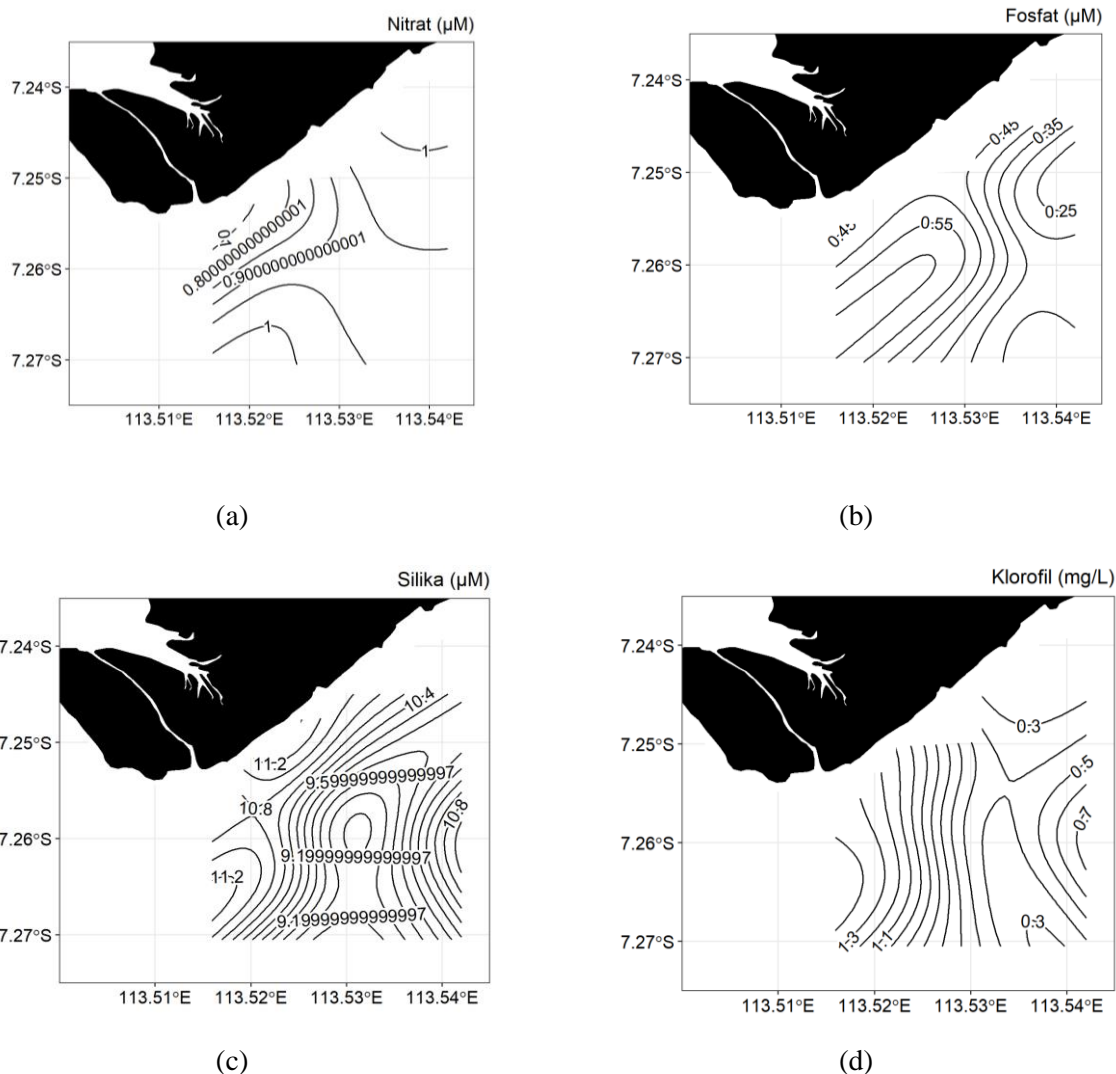 Nitrat (µM)
7.24°S
1
7.25°S
0.7
0.800000000000001
0.900000000000001
7.26°S
1
7.27°S
113.51°E 113.52°E 113.53°E 113.54°E
(a)
Fosfat (µM)
7.24°S
0.45
0.35
7.25°S
0.25
0.45
0.55
7.26°S
7.27°S
113.51°E 113.52°E 113.53°E 113.54°E
(b)
Silika (µM)
7.24°S
10.4
7.25°S
11.2
9.59999999999997
10.8
10.8
7.26°S
9.19999999999997
11.2
9.19999999999997
7.27°S
113.51°E 113.52°E 113.53°E 113.54°E
(c)
Klorofil (mg/L)
7.24°S
0.3
7.25°S
0.5
0.7
7.26°S
0.3
1.3
1.1
7.27°S
113.51°E 113.52°E 113.53°E 113.54°E
(d)